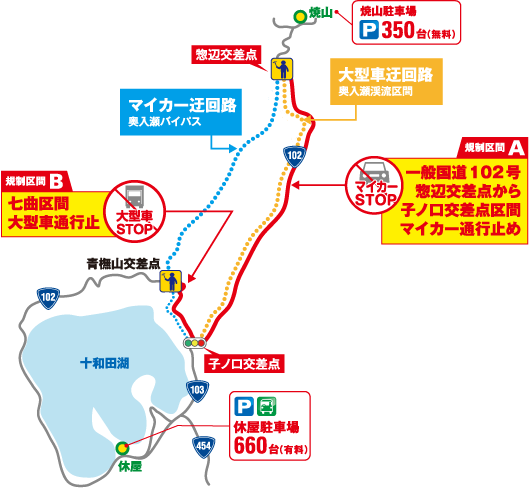 焼山
焼山駐車場
P 350台(無料)
惣辺交差点
大型車迂回路
奥入瀬渓流区間
マイカー迂回路
奥入瀬バイパス
102
規制区間 A
一般国道102号
惣辺交差点から
子ノ口交差点区間
マイカー通行止め
マイカー
STOP
規制区間 B
七曲区間
大型車通行止
大型車
STOP
青橅山交差点
102
十和田湖
子ノ口交差点
103
P
休屋駐車場
660台(有料)
454
休屋